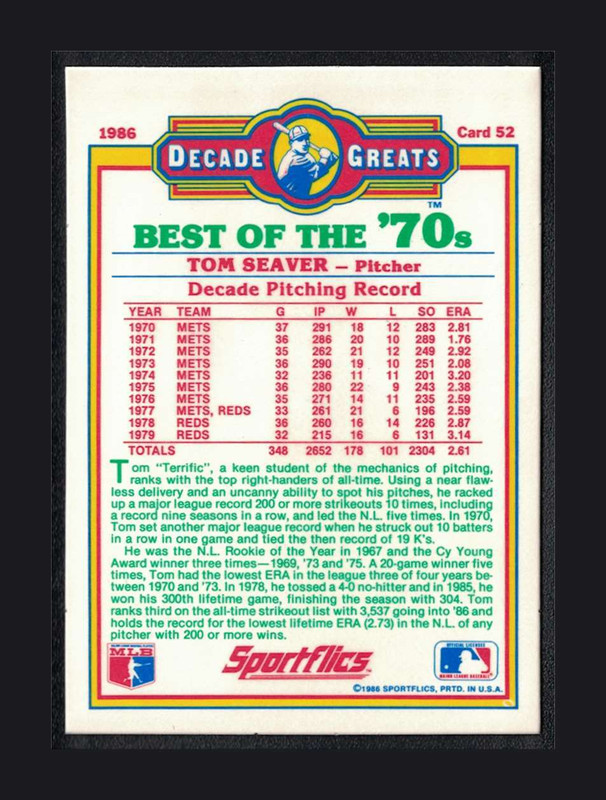 1986
Card 52
DECADE GREATS
TM
BEST OF THE '70s
TOM SEAVER – Pitcher
Decade Pitching Record
YEAR TEAM G IP W L SO ERA
1970 METS 37 291 18 12 283 2.81
1971 METS 36 286 20 10 289 1.76
1972 METS 35 262 21 12 249 2.92
1973 METS 36 290 19 10 251 2.08
1974 METS 32 236 11 11 201 3.20
1975 METS 36 280 22 9 243 2.38
1976 METS 35 271 14 11 235 2.59
1977 METS, REDS 33 261 21 6 196 2.59
1978 REDS 36 260 16 14 226 2.87
1979 REDS 32 215 16 6 131 3.14
TOTALS 348 2652 178 101 2304 2.61
Tom "Terrific", a keen student of the mechanics of pitching,
ranks with the top right-handers of all-time. Using a near flaw-
less delivery and an uncanny ability to spot his pitches, he racked
up a major league record 200 or more strikeouts 10 times, including
a record nine seasons in a row, and led the N.L. five times. In 1970,
Tom set another major league record when he struck out 10 batters
in a row in one game and tied the then record of 19 K's.
He was the N.L. Rookie of the Year in 1967 and the Cy Young
Award winner three times—1969, '73 and '75. A 20-game winner five
times, Tom had the lowest ERA in the league three of four years be-
tween 1970 and '73. In 1978, he tossed a 4-0 no-hitter and in 1985, he
won his 300th lifetime game, finishing the season with 304. Tom
ranks third on the all-time strikeout list with 3,537 going into '86 and
holds the record for the lowest lifetime ERA (2.73) in the N.L. of any
pitcher with 200 or more wins.
MLB
Sportflics
OFFICIAL LICENSEE
MAJOR LEAGUE BASEBALL
©1986 SPORTFLICS, PRTD. IN U.S.A.